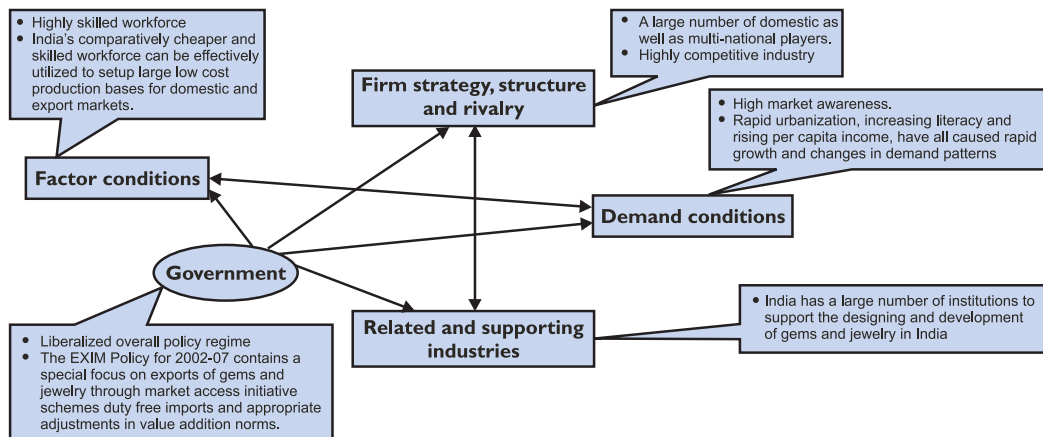 • Highly skilled workforce
• India's comparatively cheaper and
skilled workforce can be effectively
utilized to setup large low cost
production bases for domestic and
export markets.
Factor conditions
• A large number of domestic as
well as multi-national players.
• Highly competitive industry
Firm strategy, structure
and rivalry
• High market awareness.
• Rapid urbanization, increasing literacy and
rising per capita income, have all caused rapid
growth and changes in demand patterns
Demand conditions
Government
• Liberalized overall policy regime
• The EXIM Policy for 2002-07 contains a
special focus on exports of gems and
jewelry through market access initiative
schemes duty free imports and appropriate
adjustments in value addition norms.
Related and supporting
industries
• India has a large number of institutions to
support the designing and development
of gems and jewelry in India